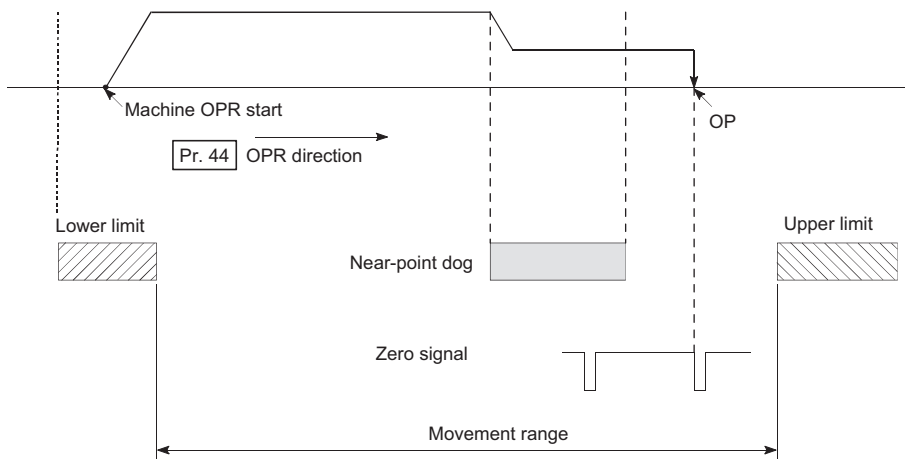 Machine OPR start
OP
Pr. 44 OPR direction
Lower limit
Upper limit
Near-point dog
Zero signal
Movement range